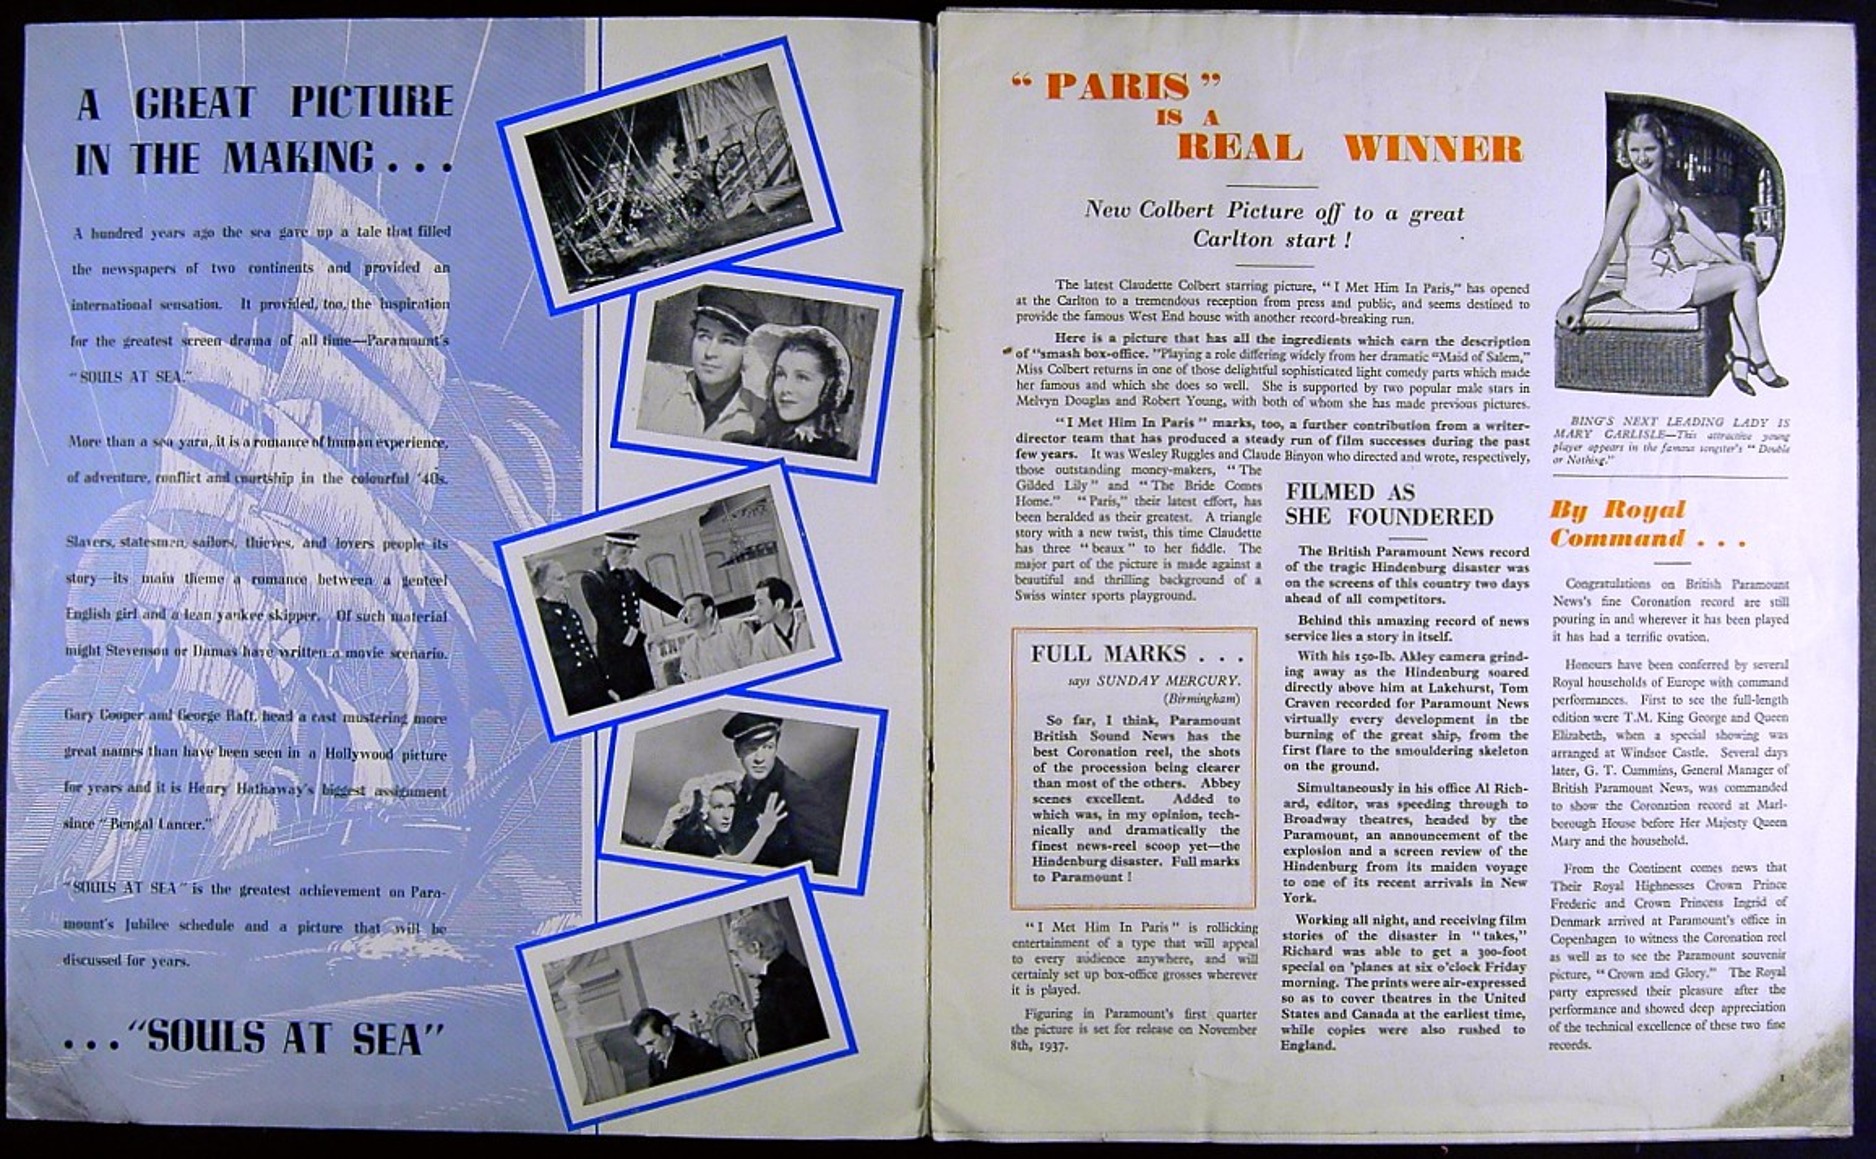 A GREAT PICTURE
IN THE MAKING . . .
A hundred years ago the sea gave up a tale that filled
the newspapers of two continents and provided an
international sensation. It provided, too, the inspiration
for the greatest screen drama of all time—Paramount's
"SOULS AT SEA."
More than a sea yarn, it is a romance of human experience,
of adventure, conflict and courtship in the colourful '40s.
Slavers, statesmen, sailors, thieves, and lovers people its
story—its main theme a romance between a genteel
English girl and a lean yankee skipper. Of such material
might Stevenson or Dumas have written a movie scenario.
Gary Cooper and George Raft, head a cast mustering more
great names than have been seen in a Hollywood picture
for years and it is Henry Hathaway's biggest assignment
since "Bengal Lancer."
"SOULS AT SEA" is the greatest achievement on Para-
mount's Jubilee schedule and a picture that will be
discussed for years.
. . . "SOULS AT SEA"
"PARIS"
IS A
REAL WINNER
New Colbert Picture off to a great
Carlton start !
The latest Claudette Colbert starring picture, "I Met Him In Paris," has opened
at the Carlton to a tremendous reception from press and public, and seems destined to
provide the famous West End house with another record-breaking run.
Here is a picture that has all the ingredients which earn the description
of "smash box-office. "Playing a role differing widely from her dramatic "Maid of Salem,"
Miss Colbert returns in one of those delightful sophisticated light comedy parts which made
her famous and which she does so well. She is supported by two popular male stars in
Melvyn Douglas and Robert Young, with both of whom she has made previous pictures.
"I Met Him In Paris" marks, too, a further contribution from a writer-
director team that has produced a steady run of film successes during the past
few years. It was Wesley Ruggles and Claude Binyon who directed and wrote, respectively,
those outstanding money-makers, "The
Gilded Lily" and "The Bride Comes
Home." "Paris," their latest effort, has
been heralded as their greatest. A triangle
story with a new twist, this time Claudette
has three "beaux" to her fiddle. The
major part of the picture is made against a
beautiful and thrilling background of a
Swiss winter sports playground.
FULL MARKS . . .
says SUNDAY MERCURY.
(Birmingham)
So far, I think, Paramount
British Sound News has the
best Coronation reel, the shots
of the procession being clearer
than most of the others. Abbey
scenes excellent. Added to
which was, in my opinion, tech-
nically and dramatically the
finest news-reel scoop yet—the
Hindenburg disaster. Full marks
to Paramount !
"I Met Him In Paris" is rollicking
entertainment of a type that will appeal
to every audience anywhere, and will
certainly set up box-office grosses wherever
it is played.
Figuring in Paramount's first quarter
the picture is set for release on November
8th, 1937.
FILMED AS
SHE FOUNDERED
The British Paramount News record
of the tragic Hindenburg disaster was
on the screens of this country two days
ahead of all competitors.
Behind this amazing record of news
service lies a story in itself.
With his 150-lb. Akley camera grind-
ing away as the Hindenburg soared
directly above him at Lakehurst, Tom
Craven recorded for Paramount News
virtually every development in the
burning of the great ship, from the
first flare to the smouldering skeleton
on the ground.
Simultaneously in his office Al Rich-
ard, editor, was speeding through to
Broadway theatres, headed by the
Paramount, an announcement of the
explosion and a screen review of the
Hindenburg from its maiden voyage
to one of its recent arrivals in New
York.
Working all night, and receiving film
stories of the disaster in "takes,"
Richard was able to get a 300-foot
special on 'planes at six o'clock Friday
morning. The prints were air-expressed
so as to cover theatres in the United
States and Canada at the earliest time,
while copies were also rushed to
England.
BING'S NEXT LEADING LADY IS
MARY CARLISLE—This attractive young
player appears in the famous songster's "Double
or Nothing."
By Royal
Command . . .
Congratulations on British Paramount
News's fine Coronation record are still
pouring in and wherever it has been played
it has had a terrific ovation.
Honours have been conferred by several
Royal households of Europe with command
performances. First to see the full-length
edition were T.M. King George and Queen
Elizabeth, when a special showing was
arranged at Windsor Castle. Several days
later, G. T. Cummins, General Manager of
British Paramount News, was commanded
to show the Coronation record at Marl-
borough House before Her Majesty Queen
Mary and the household.
From the Continent comes news that
Their Royal Highnesses Crown Prince
Frederic and Crown Princess Ingrid of
Denmark arrived at Paramount's office in
Copenhagen to witness the Coronation reel
as well as to see the Paramount souvenir
picture, "Crown and Glory." The Royal
party expressed their pleasure after the
performance and showed deep appreciation
of the technical excellence of these two fine
records.
1